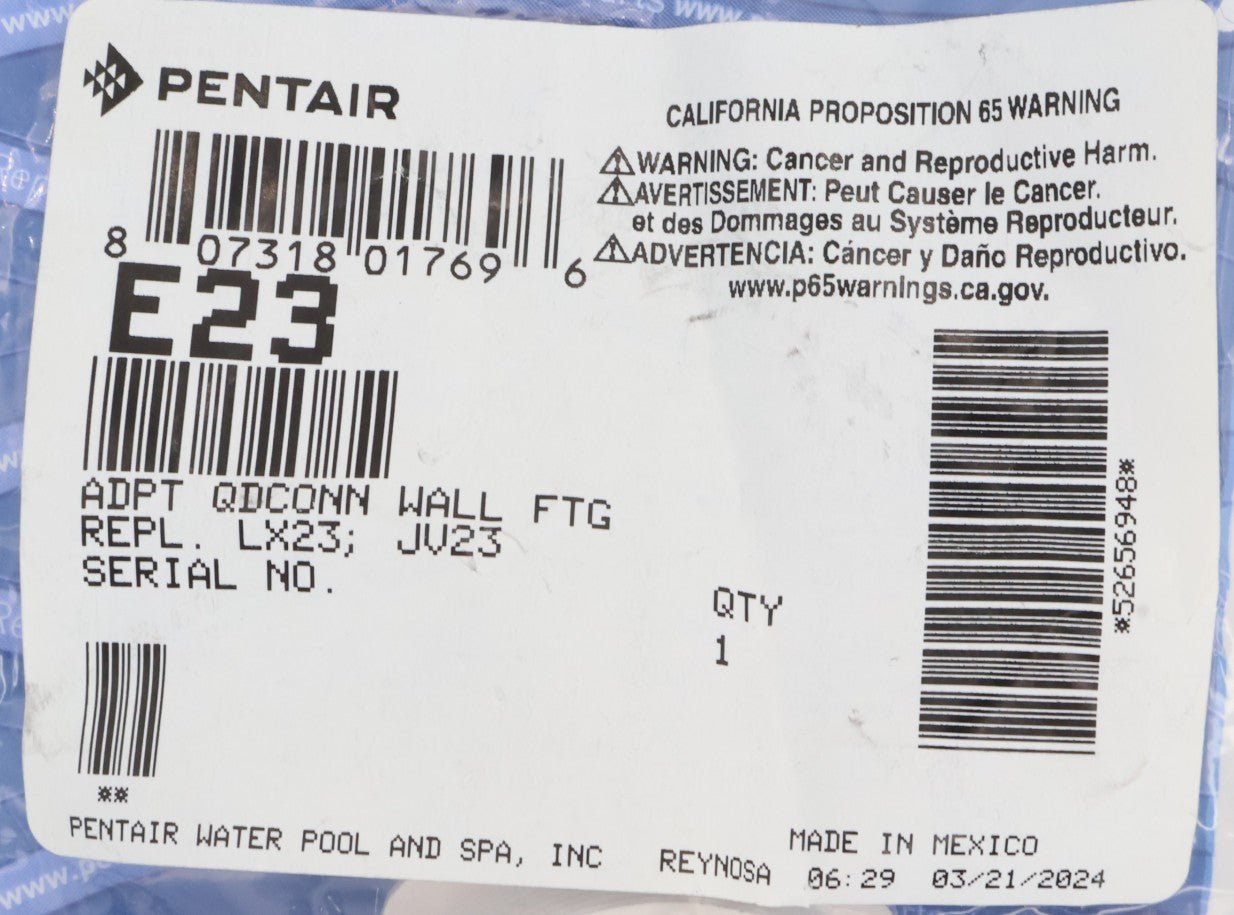 PENTAIR
8 07318 01769 6
E23
ADPT QDCONN WALL FTG
REPL. LX23; JV23
SERIAL NO.
**
CALIFORNIA PROPOSITION 65 WARNING
⚠WARNING: Cancer and Reproductive Harm.
⚠AVERTISSEMENT: Peut Causer le Cancer.
et des Dommages au Système Reproducteur.
⚠ADVERTENCIA: Cáncer y Daño Reproductivo.
www.p65warnings.ca.gov.
*52656948*
QTY
1
PENTAIR WATER POOL AND SPA, INC REYNOSA
MADE IN MEXICO
06:29 03/21/2024